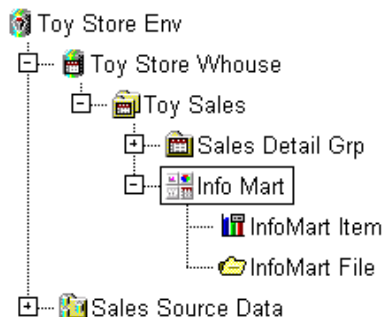 Toy Store Env
Toy Store Whouse
Toy Sales
Sales Detail Grp
Info Mart
InfoMart Item
InfoMart File
Sales Source Data